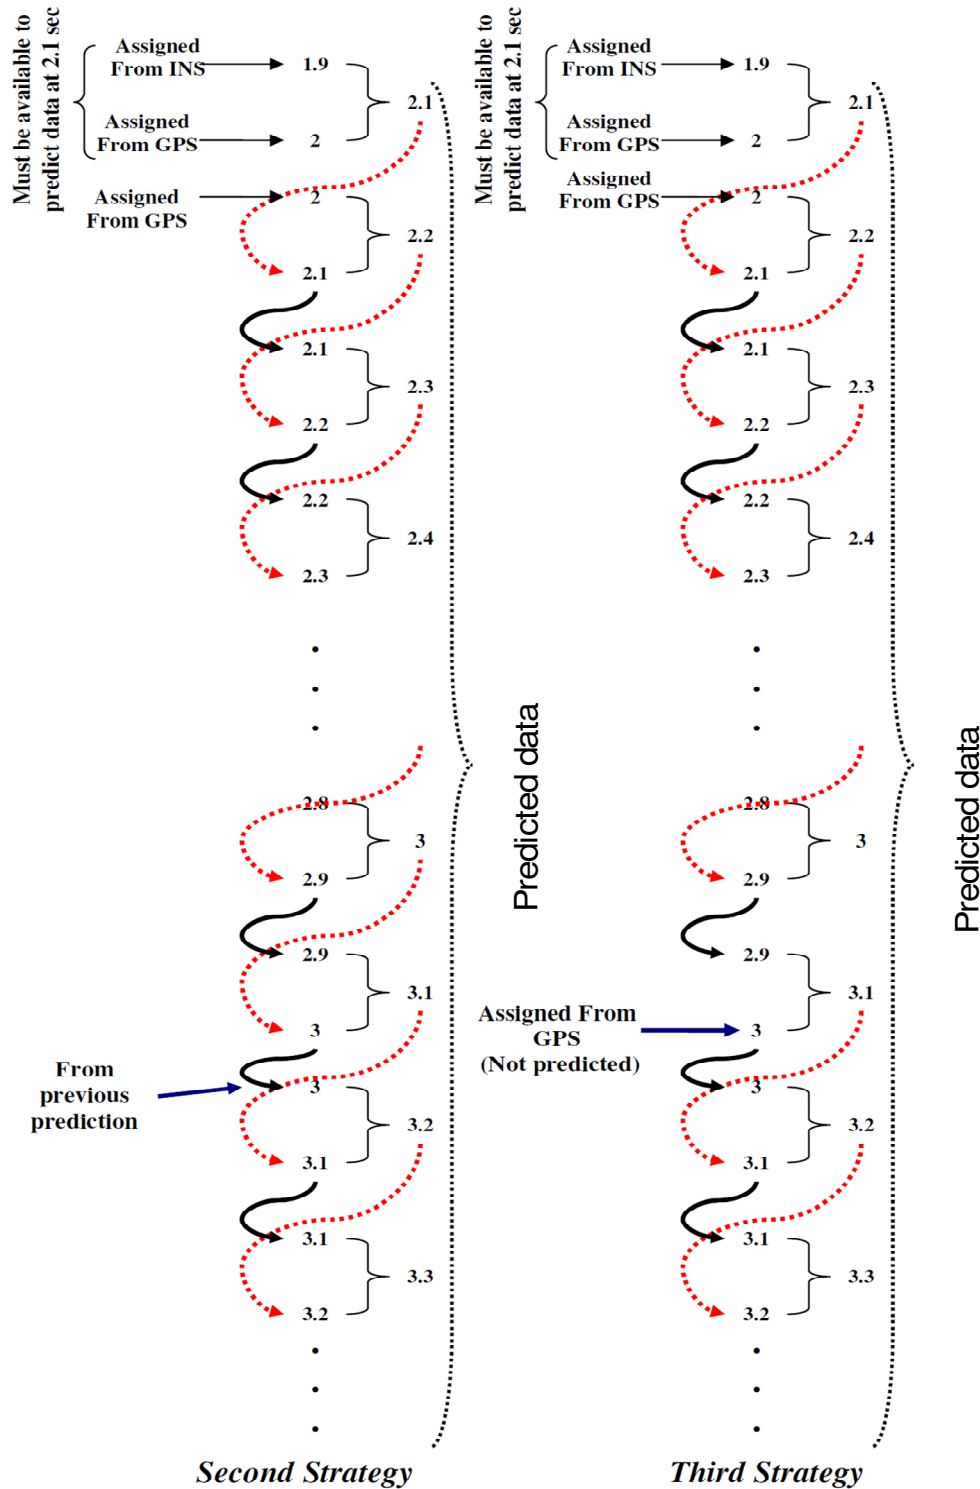 Must be available to
predict data at 2.1 sec
Assigned
From INS
1.9
2.1
Assigned
From GPS
2
Assigned
From GPS
2
2.2
2.1
2.1
2.3
2.2
2.2
2.4
2.3
2.8
3
2.9
2.9
3.1
3
From
previous
prediction
3
3.2
3.1
3.1
3.3
3.2
Predicted data
Second Strategy
Must be available to
predict data at 2.1 sec
Assigned
From INS
1.9
2.1
Assigned
From GPS
2
Assigned
From GPS
2
2.2
2.1
2.1
2.3
2.2
2.2
2.4
2.3
2.8
3
2.9
2.9
3.1
Assigned From
GPS
(Not predicted)
3
3
3.2
3.1
3.1
3.3
3.2
Predicted data
Third Strategy